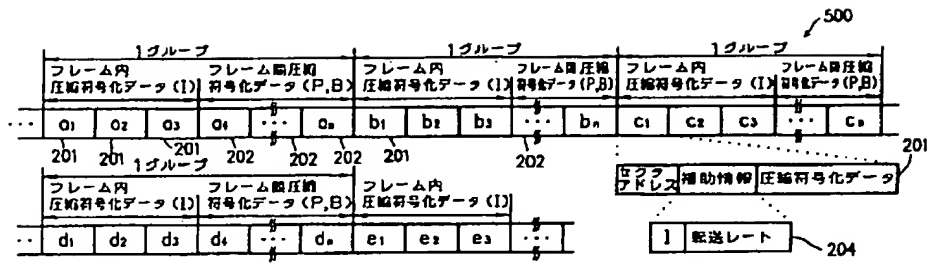 500
1グループ 1グループ 1グループ
フレーム内 フレーム間圧縮 フレーム内 フレーム間圧縮 フレーム内 フレーム間圧縮
圧縮符号化データ(I) 符号化データ(P,B) 圧縮符号化データ(I) 符号化データ(P,B) 圧縮符号化データ(I) 符号化データ(P,B)
… a1 a2 a3 a4 … an b1 b2 b3 … bn c1 c2 c3 … cn
201 201 201 202 202 202 201 202
1グループ
セクタアドレス 補助情報 圧縮符号化データ 201
フレーム内 フレーム間圧縮 フレーム内
圧縮符号化データ(I) 符号化データ(P,B) 圧縮符号化データ(I)
… d1 d2 d3 d4 … dn e1 e2 e3 …
I 転送レート 204